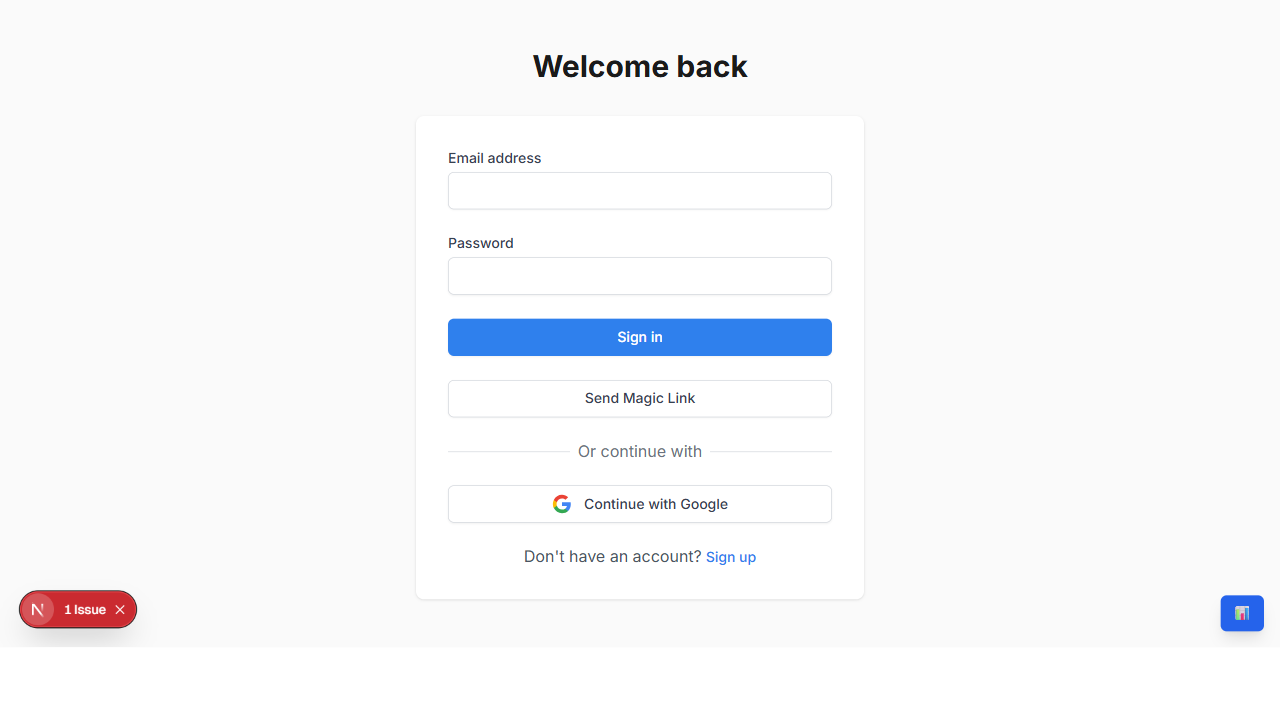 Welcome back
Email address
Password
Sign in
Send Magic Link
Or continue with
Continue with Google
Don't have an account? Sign up
N 1 Issue